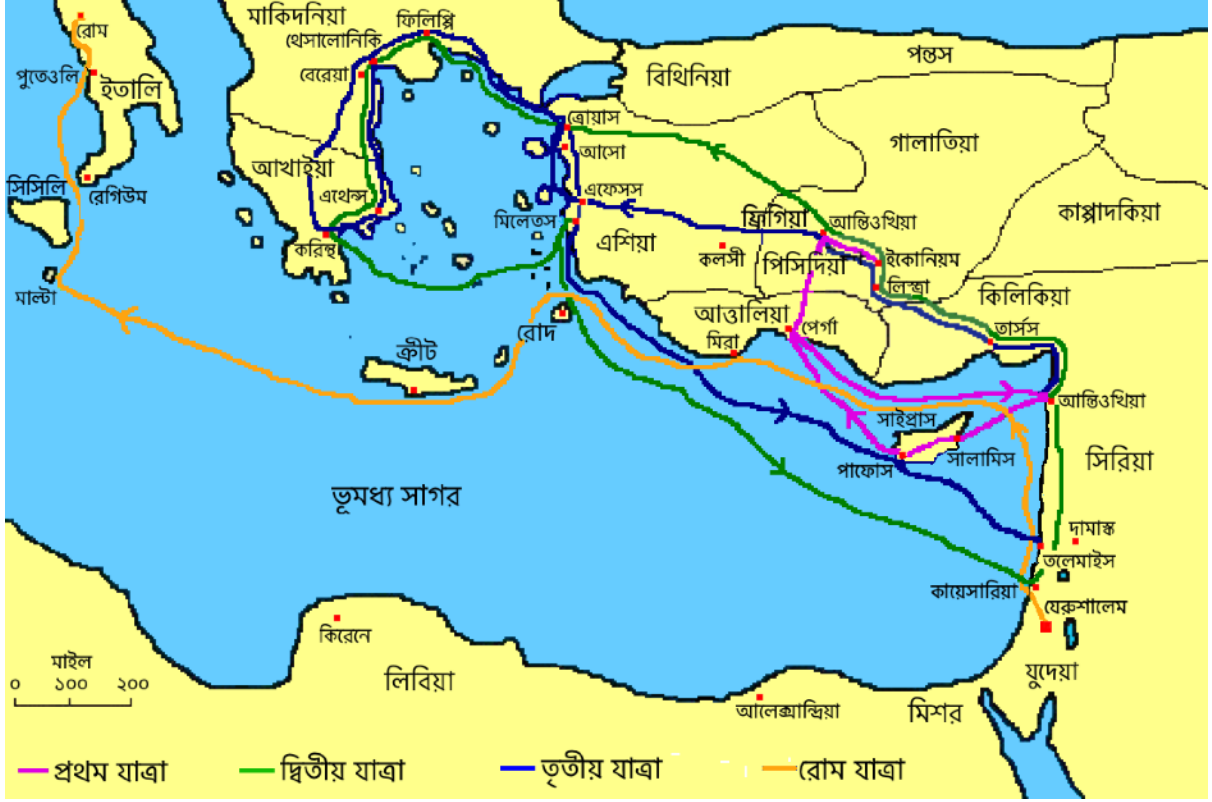 মাকিদনিয়া
রোম
ফিলিপ্পি
থেসালোনিকি
পন্তস
পুতেওলি
বেরেয়া
বিথিনিয়া
ইতালি
ত্রোয়াস
গালাতিয়া
আসো
আখাইয়া
সিসিলি
রেগিউম
এথেন্স
এফেসস
ফ্রিগিয়া
আন্তিওখিয়া
কাপ্পাদকিয়া
মিলেতস
এশিয়া
করিন্থ
কলসী
পিসিদিয়া
ইকোনিয়ম
লিস্ত্রা
মাল্টা
কিলিকিয়া
আত্তালিয়া
পের্গা
তার্সস
রোদ
মিরা
ক্রীট
আন্তিওখিয়া
সাইপ্রাস
সালামিস
সিরিয়া
পাফোস
ভূমধ্য সাগর
দামাস্ক
তলেমাইস
কায়েসারিয়া
যেরুশালেম
কিরেনে
মাইল
০ ১০০ ২০০
লিবিয়া
যুদেয়া
আলেক্সান্দ্রিয়া
মিশর
প্রথম যাত্রা
দ্বিতীয় যাত্রা
তৃতীয় যাত্রা
রোম যাত্রা